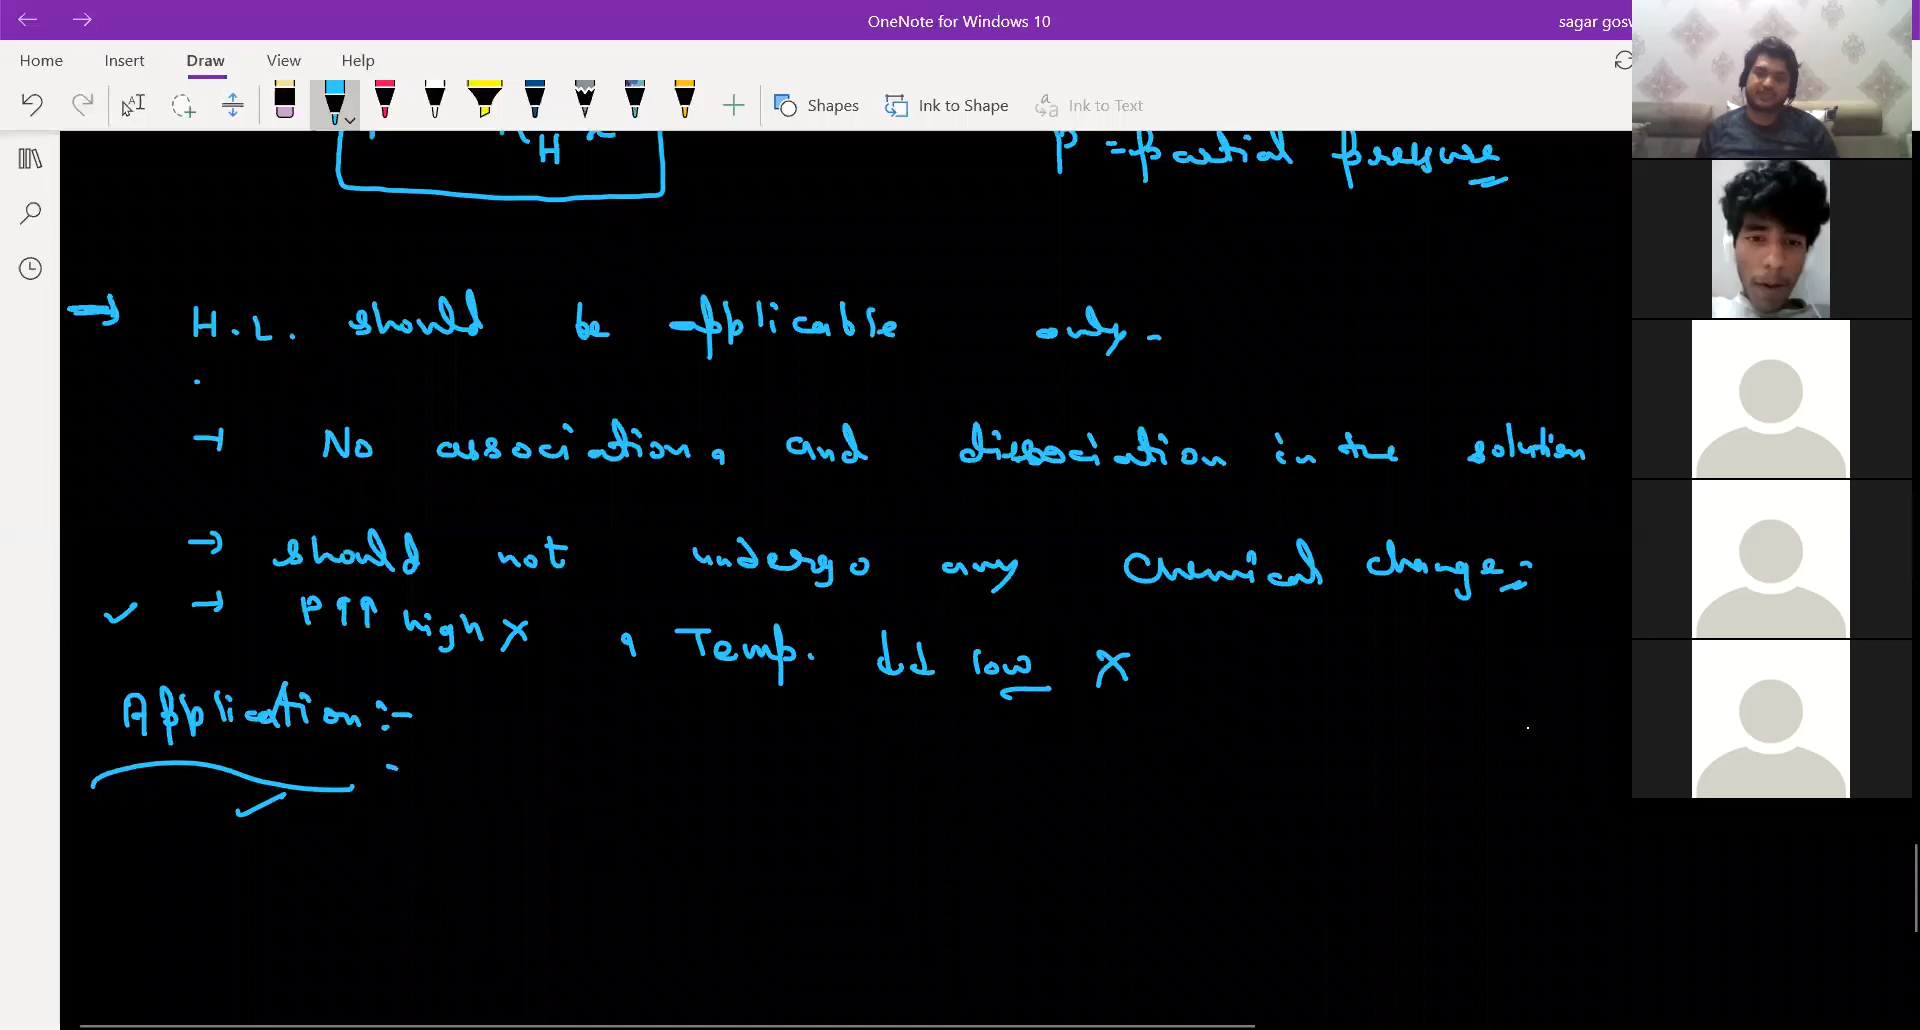 OneNote for Windows 10
sagar gosw
Home Insert Draw View Help
Shapes Ink to Shape Ink to Text
H
P = partial pressure
→ H.L. should be applicable only.
→ No association, and dissociation in the solution
→ should not undergo any chemical change:
✓ → P↑↑ high X , Temp. ↓↓ low X
Application :-